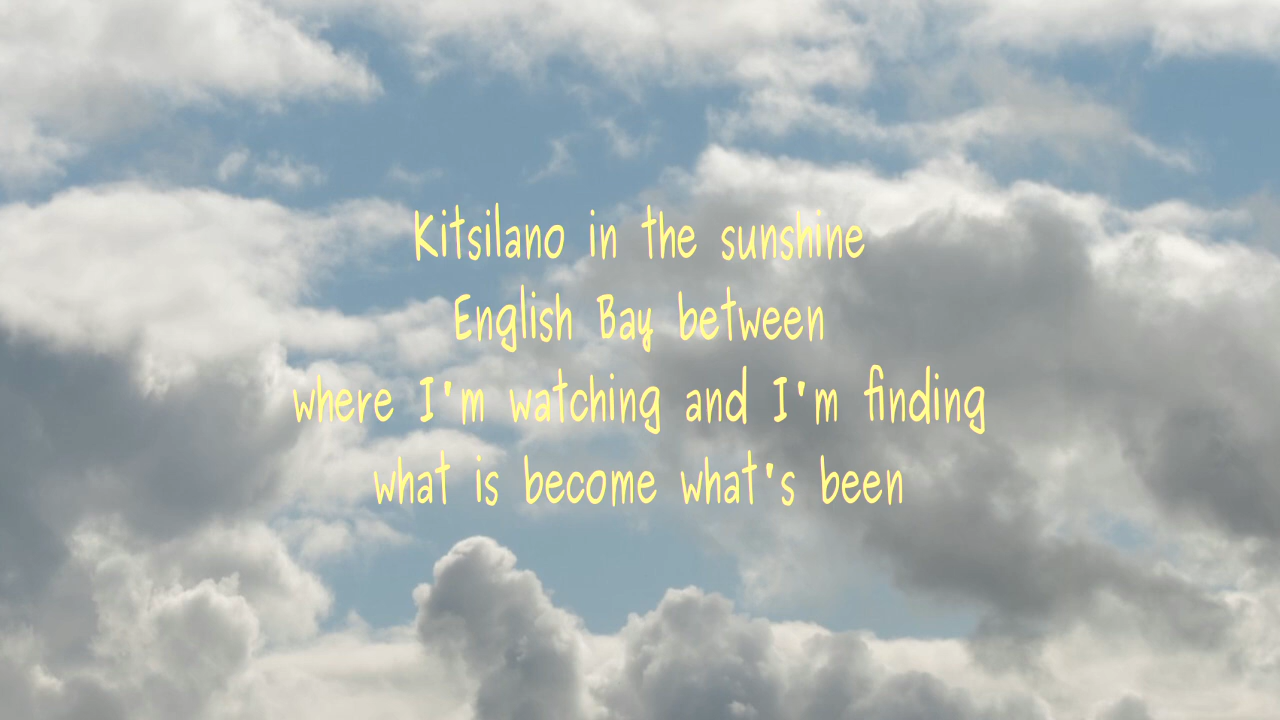 Kitsilano in the sunshine
English Bay between
where I'm watching and I'm finding
what is become what's been